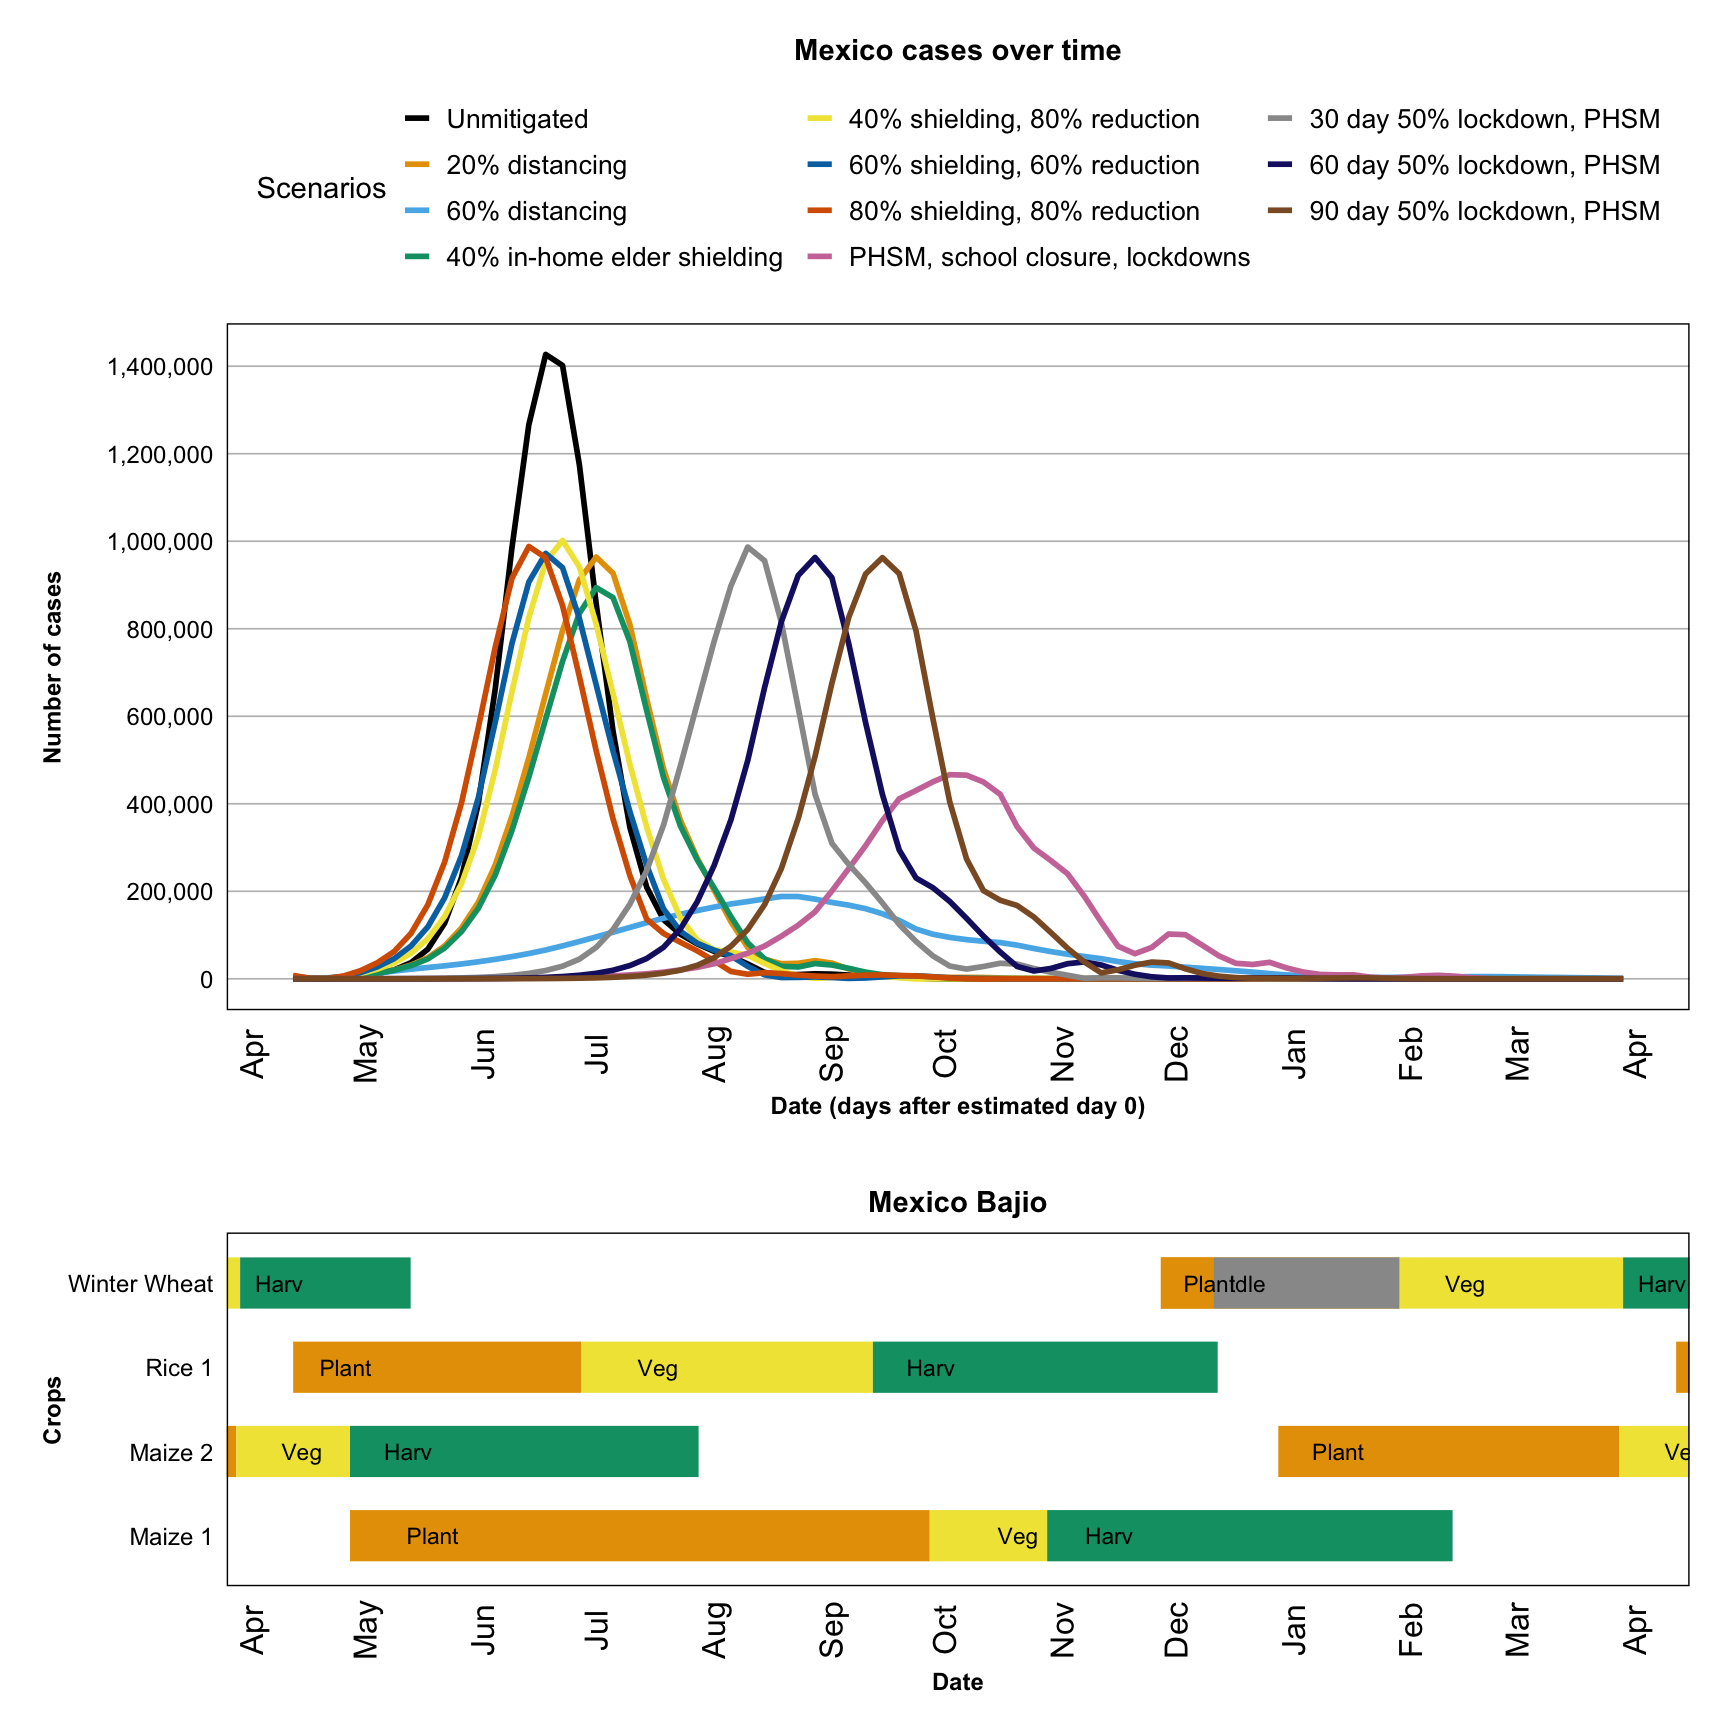 Mexico cases over time
Scenarios
Unmitigated
20% distancing
60% distancing
40% in-home elder shielding
40% shielding, 80% reduction
60% shielding, 60% reduction
80% shielding, 80% reduction
PHSM, school closure, lockdowns
30 day 50% lockdown, PHSM
60 day 50% lockdown, PHSM
90 day 50% lockdown, PHSM
Number of cases
1,400,000
1,200,000
1,000,000
800,000
600,000
400,000
200,000
0
Apr May Jun Jul Aug Sep Oct Nov Dec Jan Feb Mar Apr
Date (days after estimated day 0)
Mexico Bajio
Crops
Winter Wheat Harv Plantdle Veg Harv
Rice 1 Plant Veg Harv
Maize 2 Veg Harv Plant Ve
Maize 1 Plant Veg Harv
Apr May Jun Jul Aug Sep Oct Nov Dec Jan Feb Mar Apr
Date